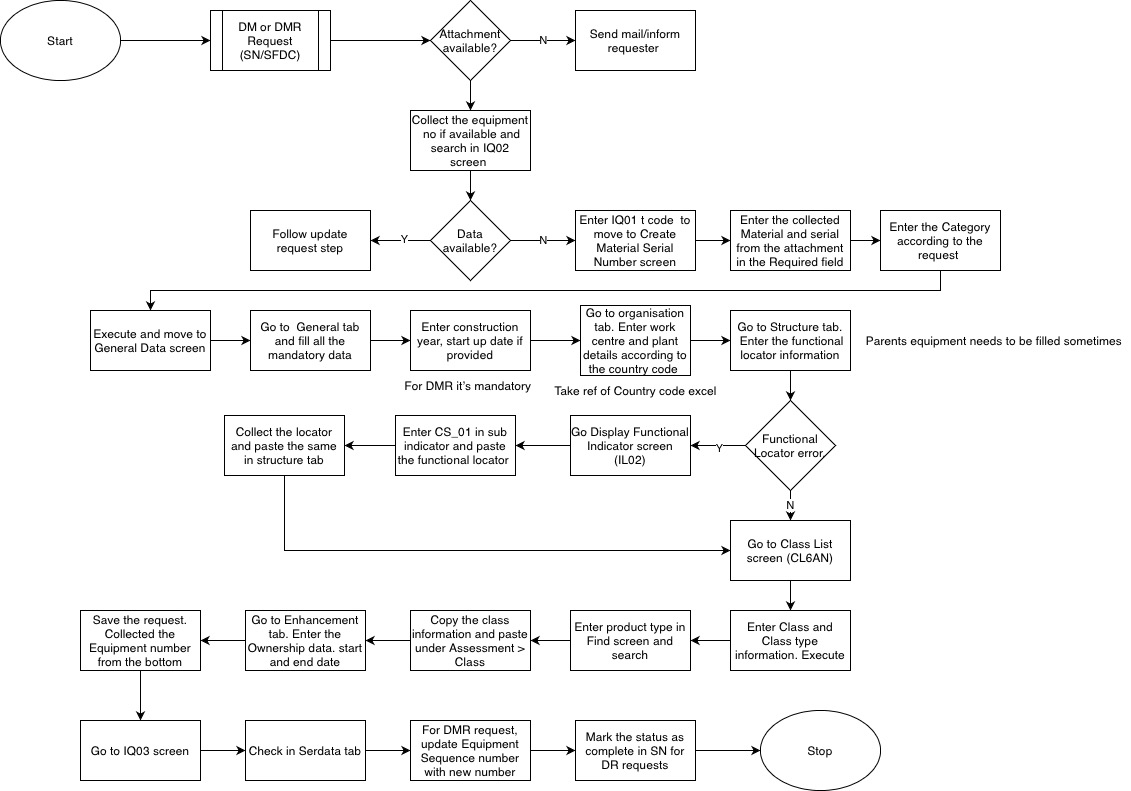 Start
DM or DMR
Request
(SN/SFDC)
Attachment
available?
N
Send mail/inform
requester
Collect the equipment
no if available and
search in IQ02
screen
Follow update
request step
Y
Data
available?
N
Enter IQ01 t code to
move to Create
Material Serial
Number screen
Enter the collected
Material and serial
from the attachment
in the Required field
Enter the Category
according to the
request
Execute and move to
General Data screen
Go to General tab
and fill all the
mandatory data
Enter construction
year, start up date if
provided
For DMR it's mandatory
Go to organisation
tab. Enter work
centre and plant
details according to
the country code
Take ref of Country code excel
Go to Structure tab.
Enter the functional
locator information
Parents equipment needs to be filled sometimes
Functional
Locator error
Y
Go Display Functional
Indicator screen
(IL02)
Enter CS_01 in sub
indicator and paste
the functional locator
Collect the locator
and paste the same
in structure tab
N
Go to Class List
screen (CL6AN)
Enter Class and
Class type
information. Execute
Enter product type in
Find screen and
search
Copy the class
information and paste
under Assessment >
Class
Go to Enhancement
tab. Enter the
Ownership data. start
and end date
Save the request.
Collected the
Equipment number
from the bottom
Go to IQ03 screen
Check in Serdata tab
For DMR request,
update Equipment
Sequence number
with new number
Mark the status as
complete in SN for
DR requests
Stop